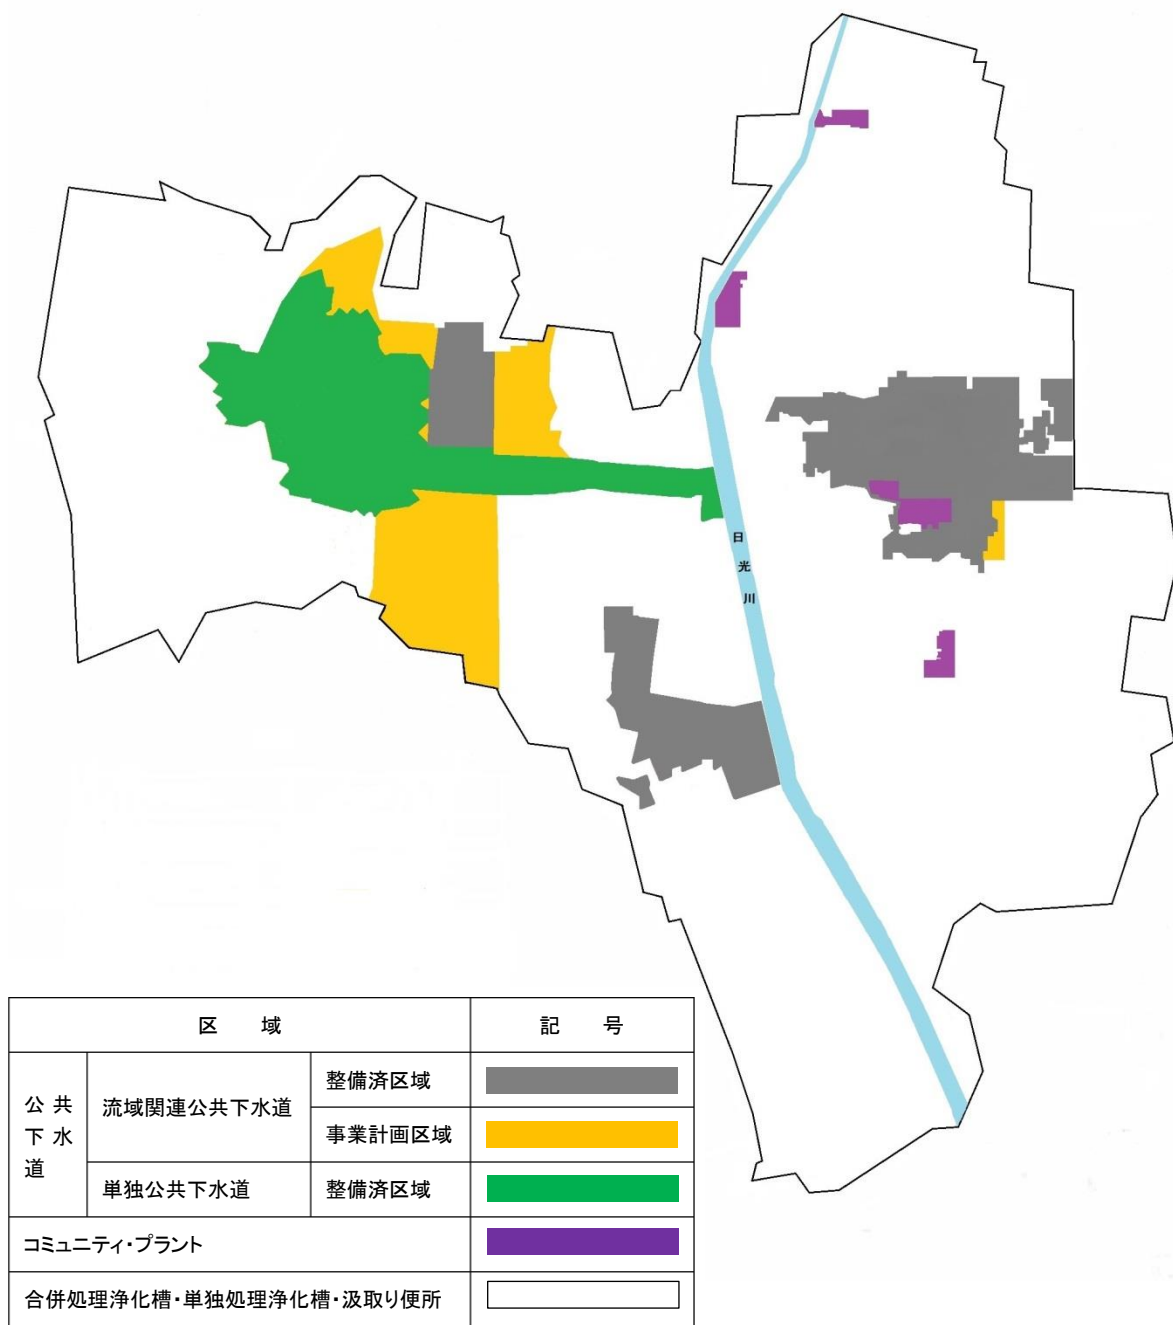 日
光
川
区 域
記 号
公共
下水
道
流域関連公共下水道
整備済区域
事業計画区域
単独公共下水道
整備済区域
コミュニティ・プラント
合併処理浄化槽・単独処理浄化槽・汲取り便所